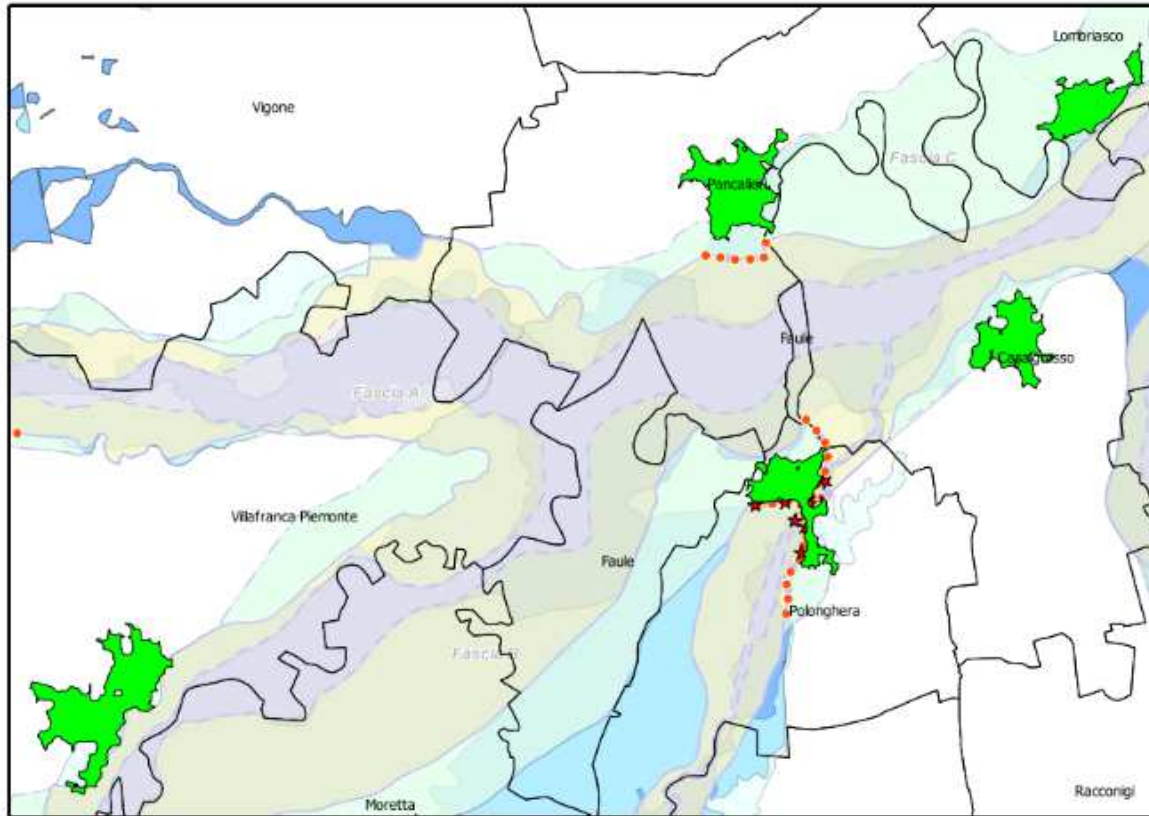 Lombriasco
Vigone
Fascia C
Pancalieri
Faule
Casalgrasso
Fascia A
Villafranca Piemonte
Faule
Polonghera
Fascia B
Racconigi
Moretta